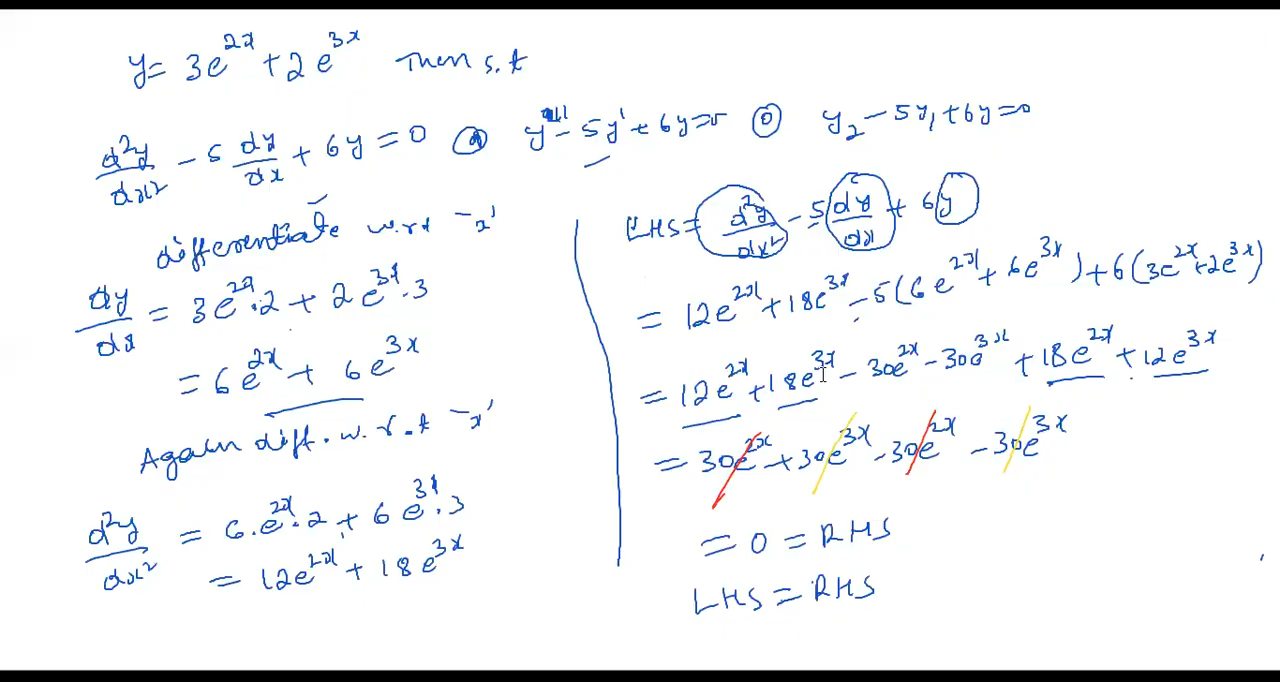 y = 3e^{2x} + 2e^{3x} Then s.t
d²y/dx² - 5 dy/dx + 6y = 0 y'' - 5y' + 6y = 0 y₂ - 5y₁ + 6y = 0
differentiate w.r.t 'x'
dy/dx = 3e^{2x}.2 + 2e^{3x}.3
= 6e^{2x} + 6e^{3x}
Again diff. w.r.t 'x'
d²y/dx² = 6.e^{2x}.2 + 6e^{3x}.3
= 12e^{2x} + 18e^{3x}
LHS = d²y/dx² - 5 dy/dx + 6y
= 12e^{2x} + 18e^{3x} - 5(6e^{2x} + 6e^{3x}) + 6(3e^{2x} + 2e^{3x})
= 12e^{2x} + 18e^{3x} - 30e^{2x} - 30e^{3x} + 18e^{2x} + 12e^{3x}
= 30e^{2x} + 30e^{3x} - 30e^{2x} - 30e^{3x}
= 0 = RHS
LHS = RHS